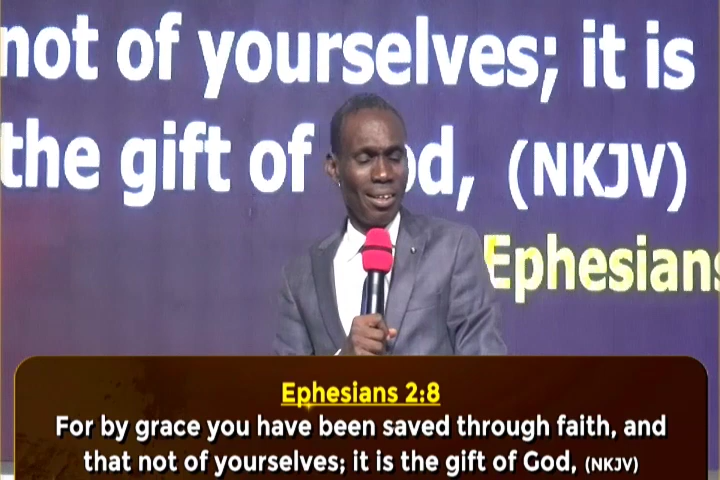 not of yourselves; it is
the gift of God, (NKJV)
Ephesians
Ephesians 2:8
For by grace you have been saved through faith, and
that not of yourselves; it is the gift of God, (NKJV)